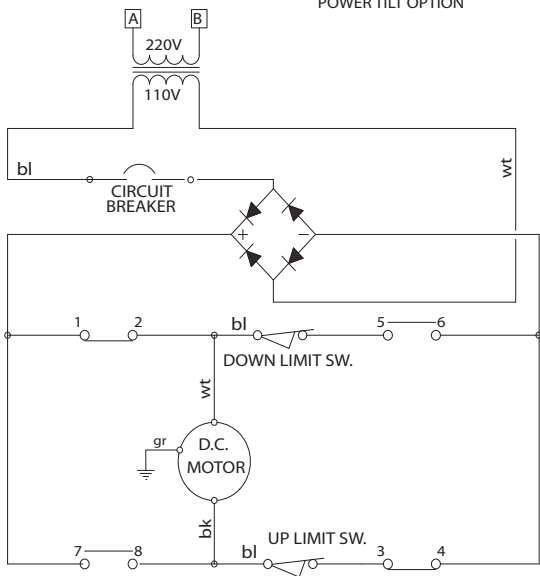 POWER TILT OPTION
A B
220V
110V
bl
CIRCUIT
BREAKER
wt
+ −
1 2 bl 5 6
DOWN LIMIT SW.
wt
gr
D.C.
MOTOR
bk
UP LIMIT SW.
7 8 bl 3 4